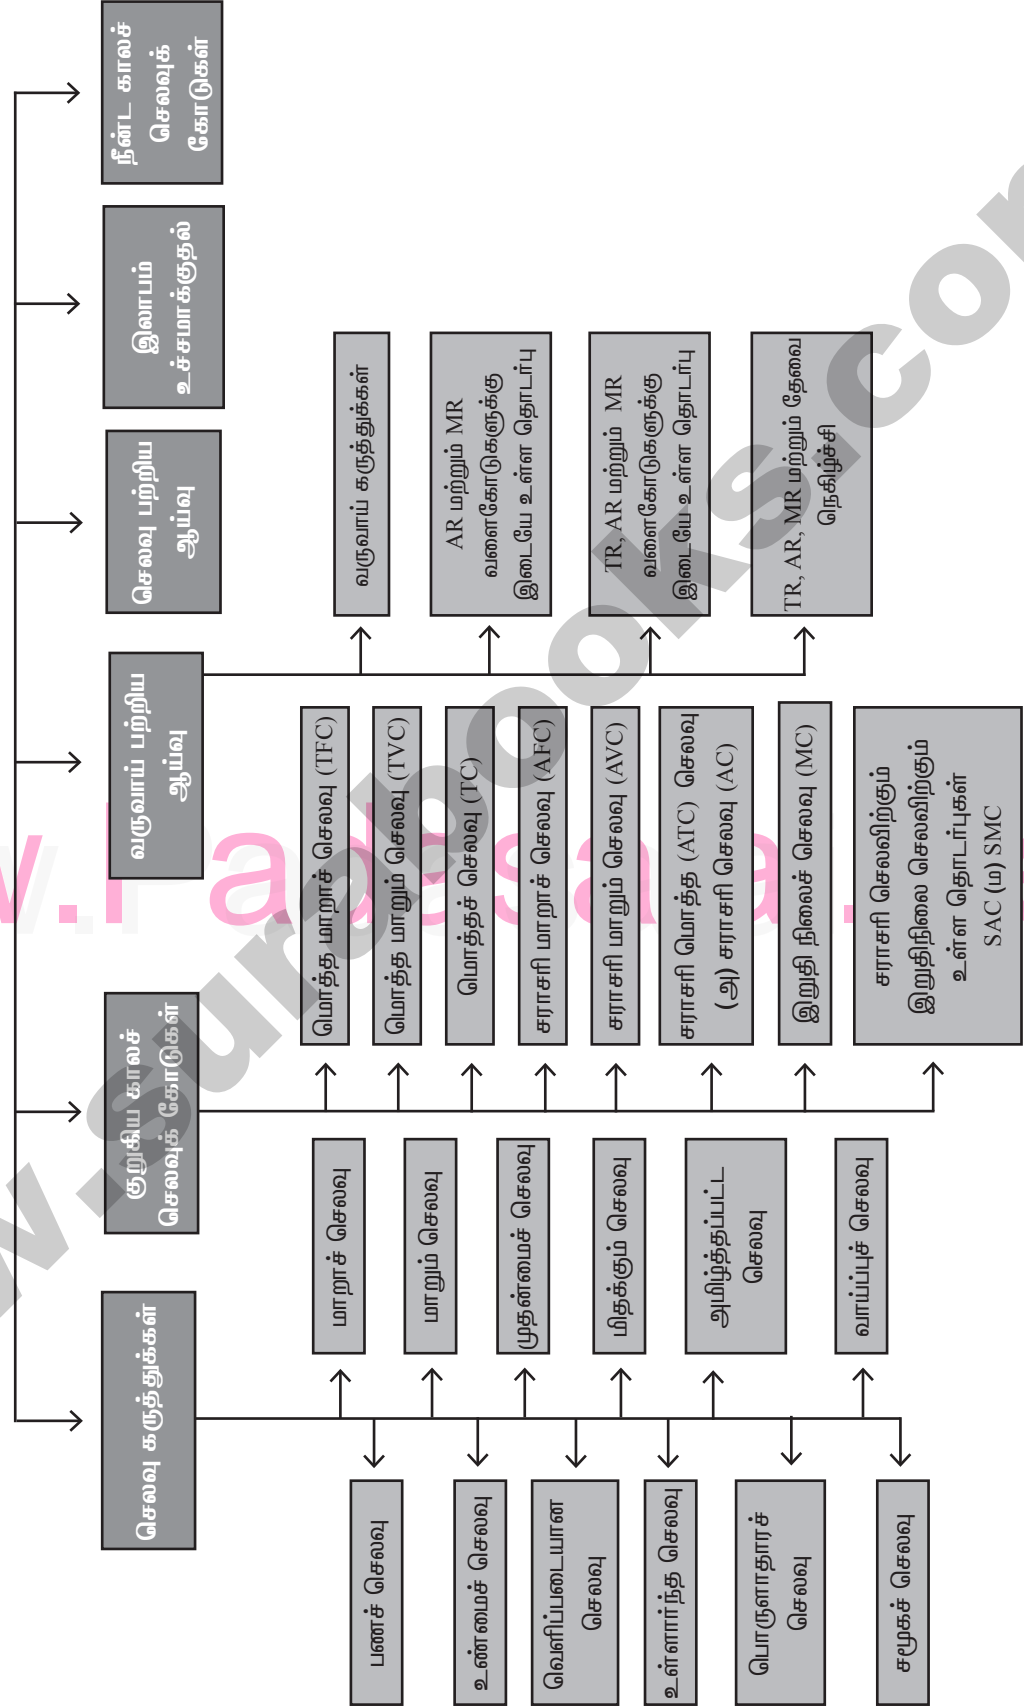 செலவு கருத்துக்கள்
பணச் செலவு
உண்மைச் செலவு
வெளிப்படையான
செலவு
உள்ளார்ந்த செலவு
பொருளாதாரச்
செலவு
சமூகச் செலவு
மாறாச் செலவு
மாறும் செலவு
முதன்மைச் செலவு
மிதக்கும் செலவு
அமிழ்த்தப்பட்ட
செலவு
வாய்ப்புச் செலவு
குறுகிய காலச்
செலவுக் கோடுகள்
மொத்த மாறாச் செலவு (TFC)
மொத்த மாறும் செலவு (TVC)
மொத்தச் செலவு (TC)
சராசரி மாறாச் செலவு (AFC)
சராசரி மாறும் செலவு (AVC)
சராசரி மொத்த (ATC) செலவு
(அ) சராசரி செலவு (AC)
இறுதி நிலைச் செலவு (MC)
சராசரி செலவிற்கும்
இறுதிநிலை செலவிற்கும்
உள்ள தொடர்புகள்
SAC (ம) SMC
வருவாய் பற்றிய
ஆய்வு
வருவாய் கருத்துக்கள்
AR மற்றும் MR
வளைகோடுகளுக்கு
இடையே உள்ள தொடர்பு
TR, AR மற்றும் MR
வளைகோடுகளுக்கு
இடையே உள்ள தொடர்பு
TR, AR, MR மற்றும் தேவை
நெகிழ்ச்சி
செலவு பற்றிய
ஆய்வு
இலாபம்
உச்சமாக்குதல்
நீண்ட காலச்
செலவுக்
கோடுகள்
w.surabooks.com
w.Padasalai.